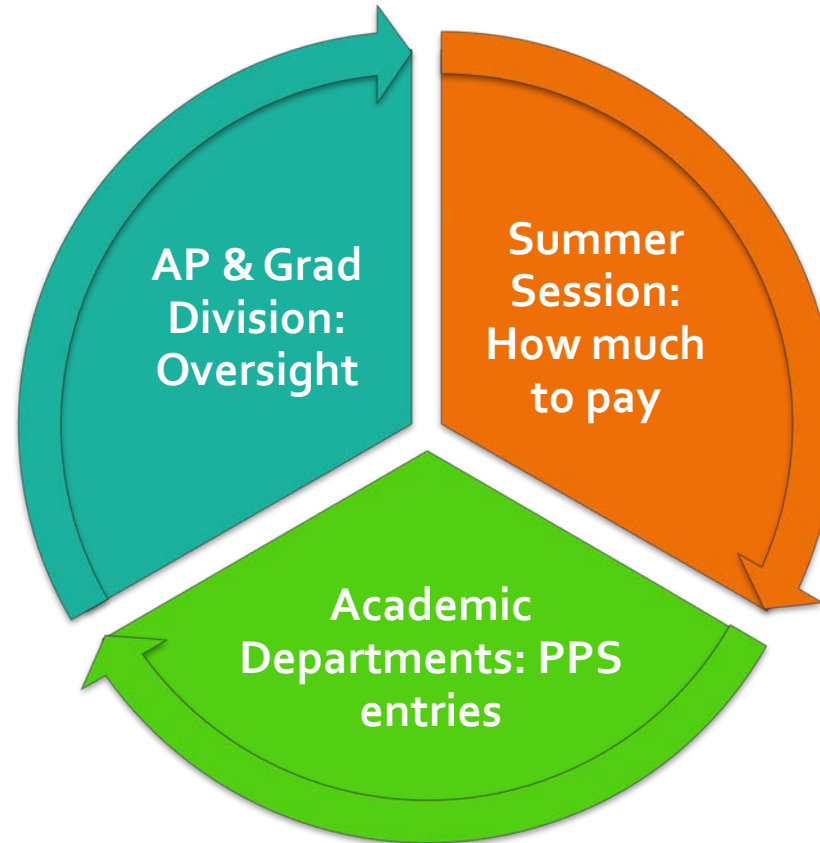 AP & Grad
Division:
Oversight
Summer
Session:
How much
to pay
Academic
Departments: PPS
entries